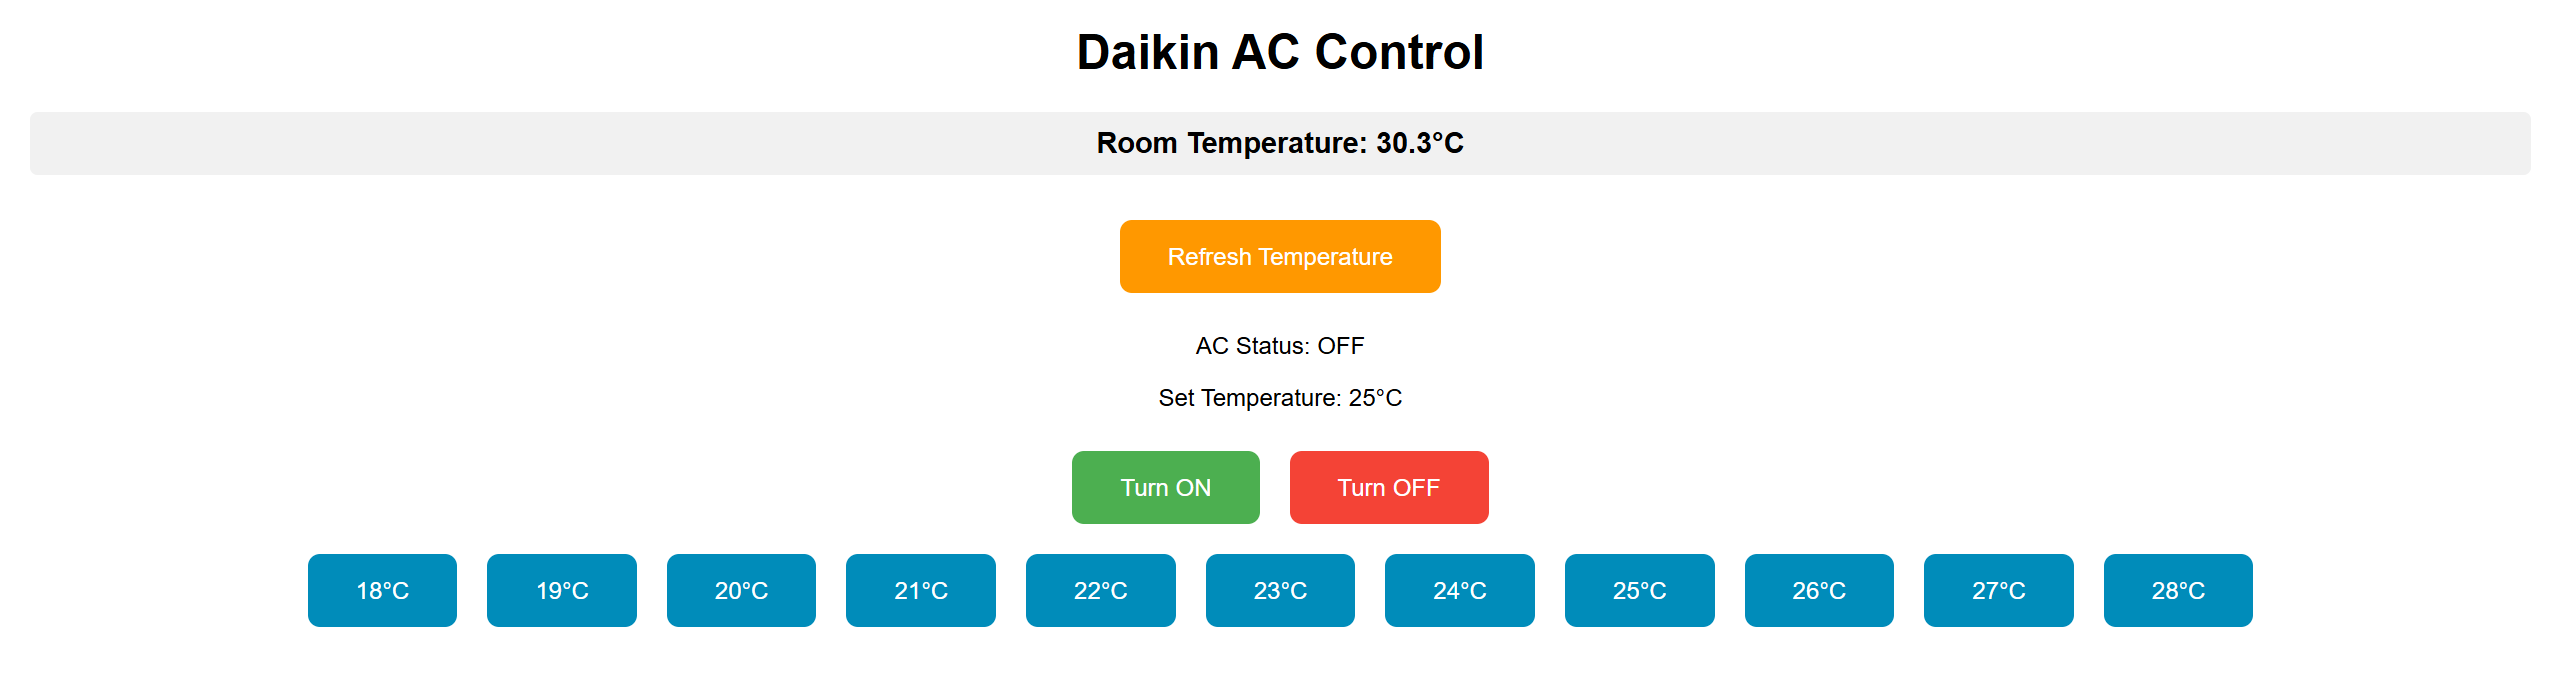 Daikin AC Control
Room Temperature: 30.3°C
Refresh Temperature
AC Status: OFF
Set Temperature: 25°C
Turn ON Turn OFF
18°C 19°C 20°C 21°C 22°C 23°C 24°C 25°C 26°C 27°C 28°C